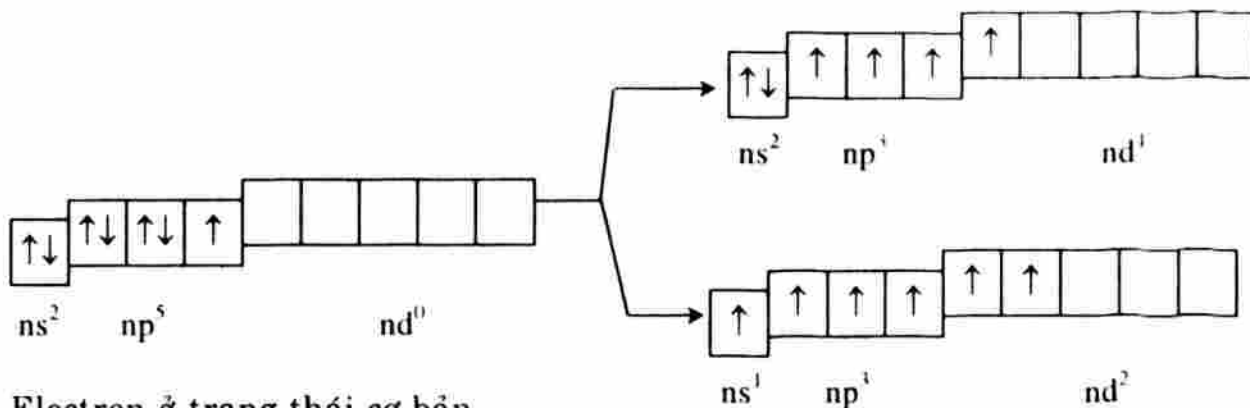 ns² np³ nd¹
ns² np⁵ nd⁰
ns¹ np³ nd²
Electron ở trạng thái cơ bản